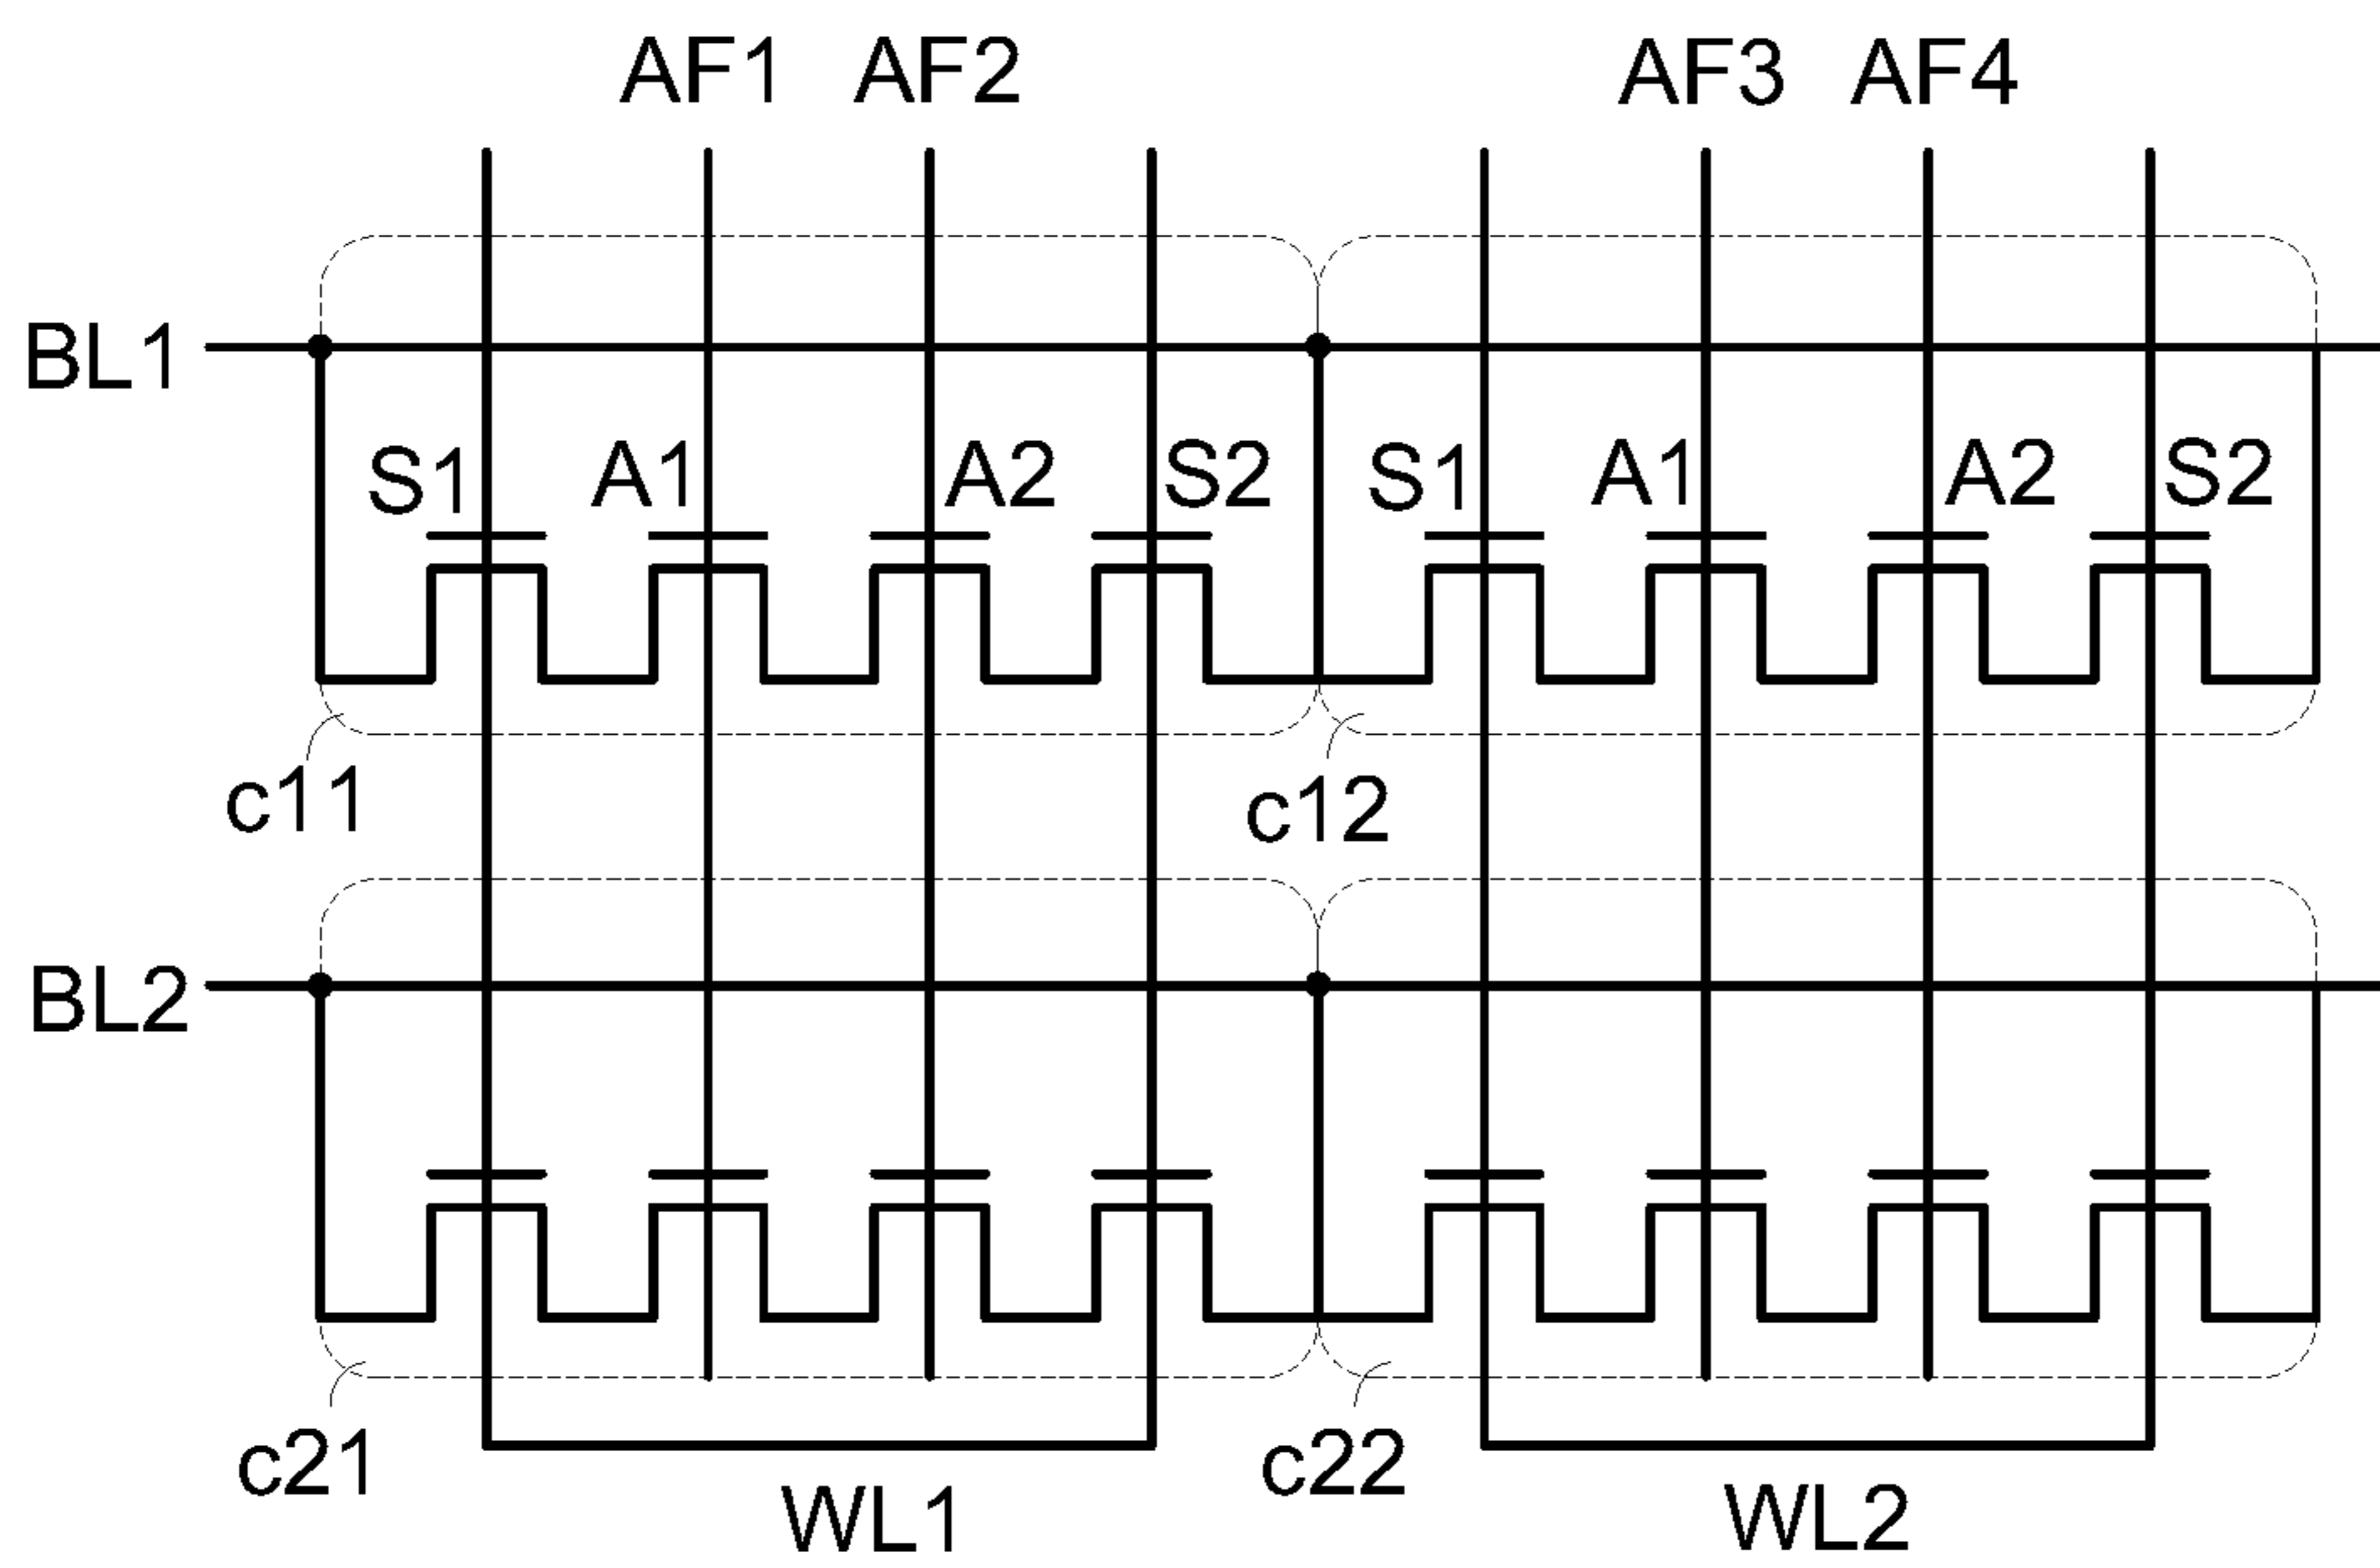 AF1 AF2 AF3 AF4
BL1
S1 A1 A2 S2 S1 A1 A2 S2
c11 c12
BL2
c21 c22
WL1 WL2